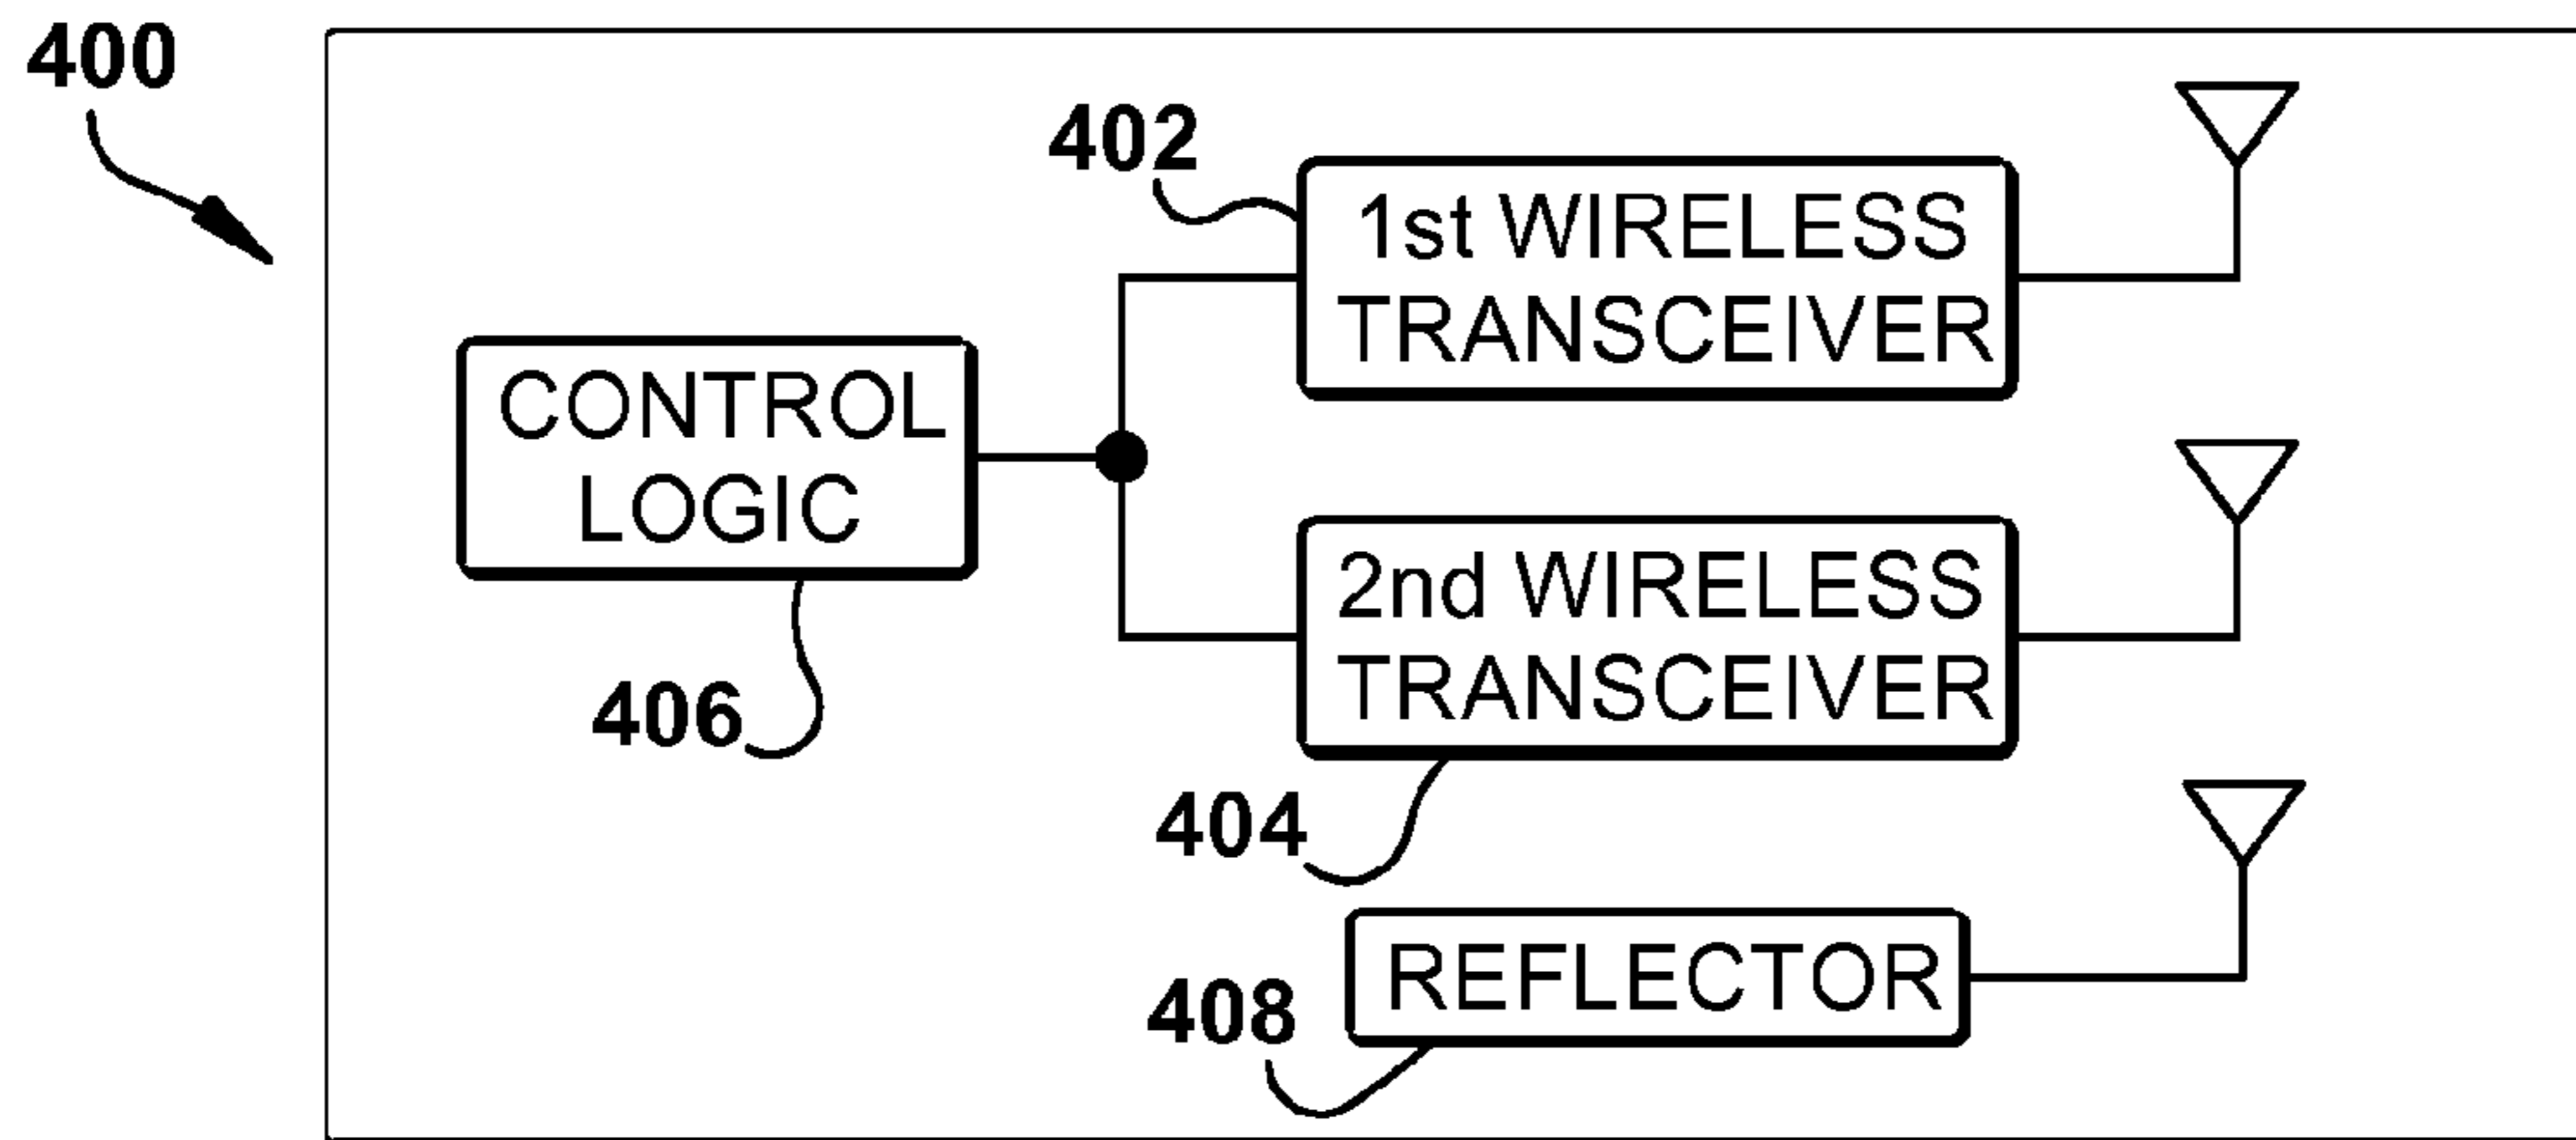 400
402
1st WIRELESS
TRANSCEIVER
CONTROL
LOGIC
406
2nd WIRELESS
TRANSCEIVER
404
REFLECTOR
408